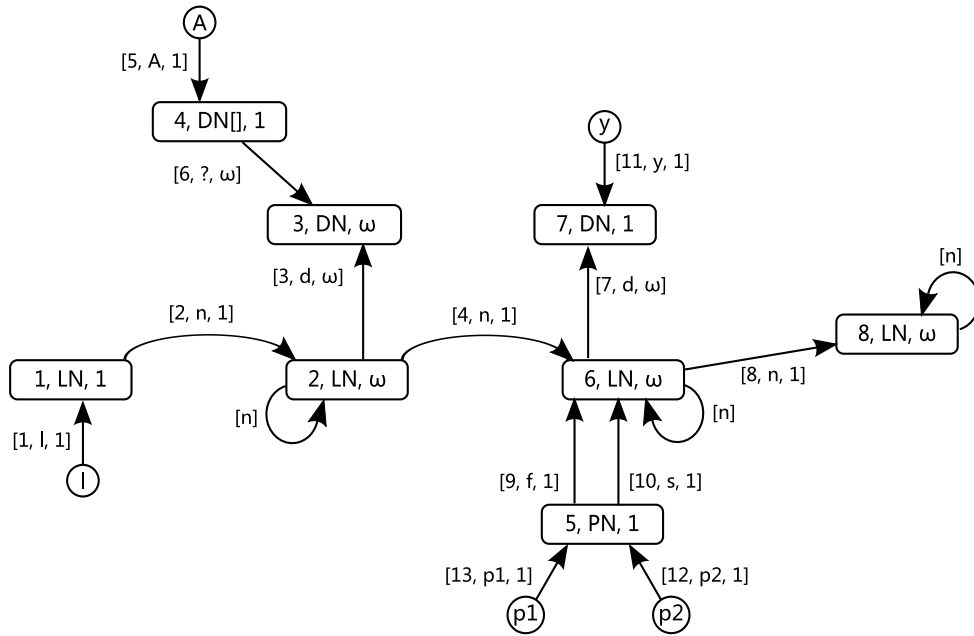 A
[5, A, 1]
4, DN[], 1
y
[6, ?, ω]
[11, y, 1]
3, DN, ω
7, DN, 1
[n]
[3, d, ω]
[7, d, ω]
[2, n, 1]
[4, n, 1]
8, LN, ω
1, LN, 1
2, LN, ω
6, LN, ω
[8, n, 1]
[n]
[n]
[1, l, 1]
l
[9, f, 1]
[10, s, 1]
5, PN, 1
[13, p1, 1]
[12, p2, 1]
p1
p2